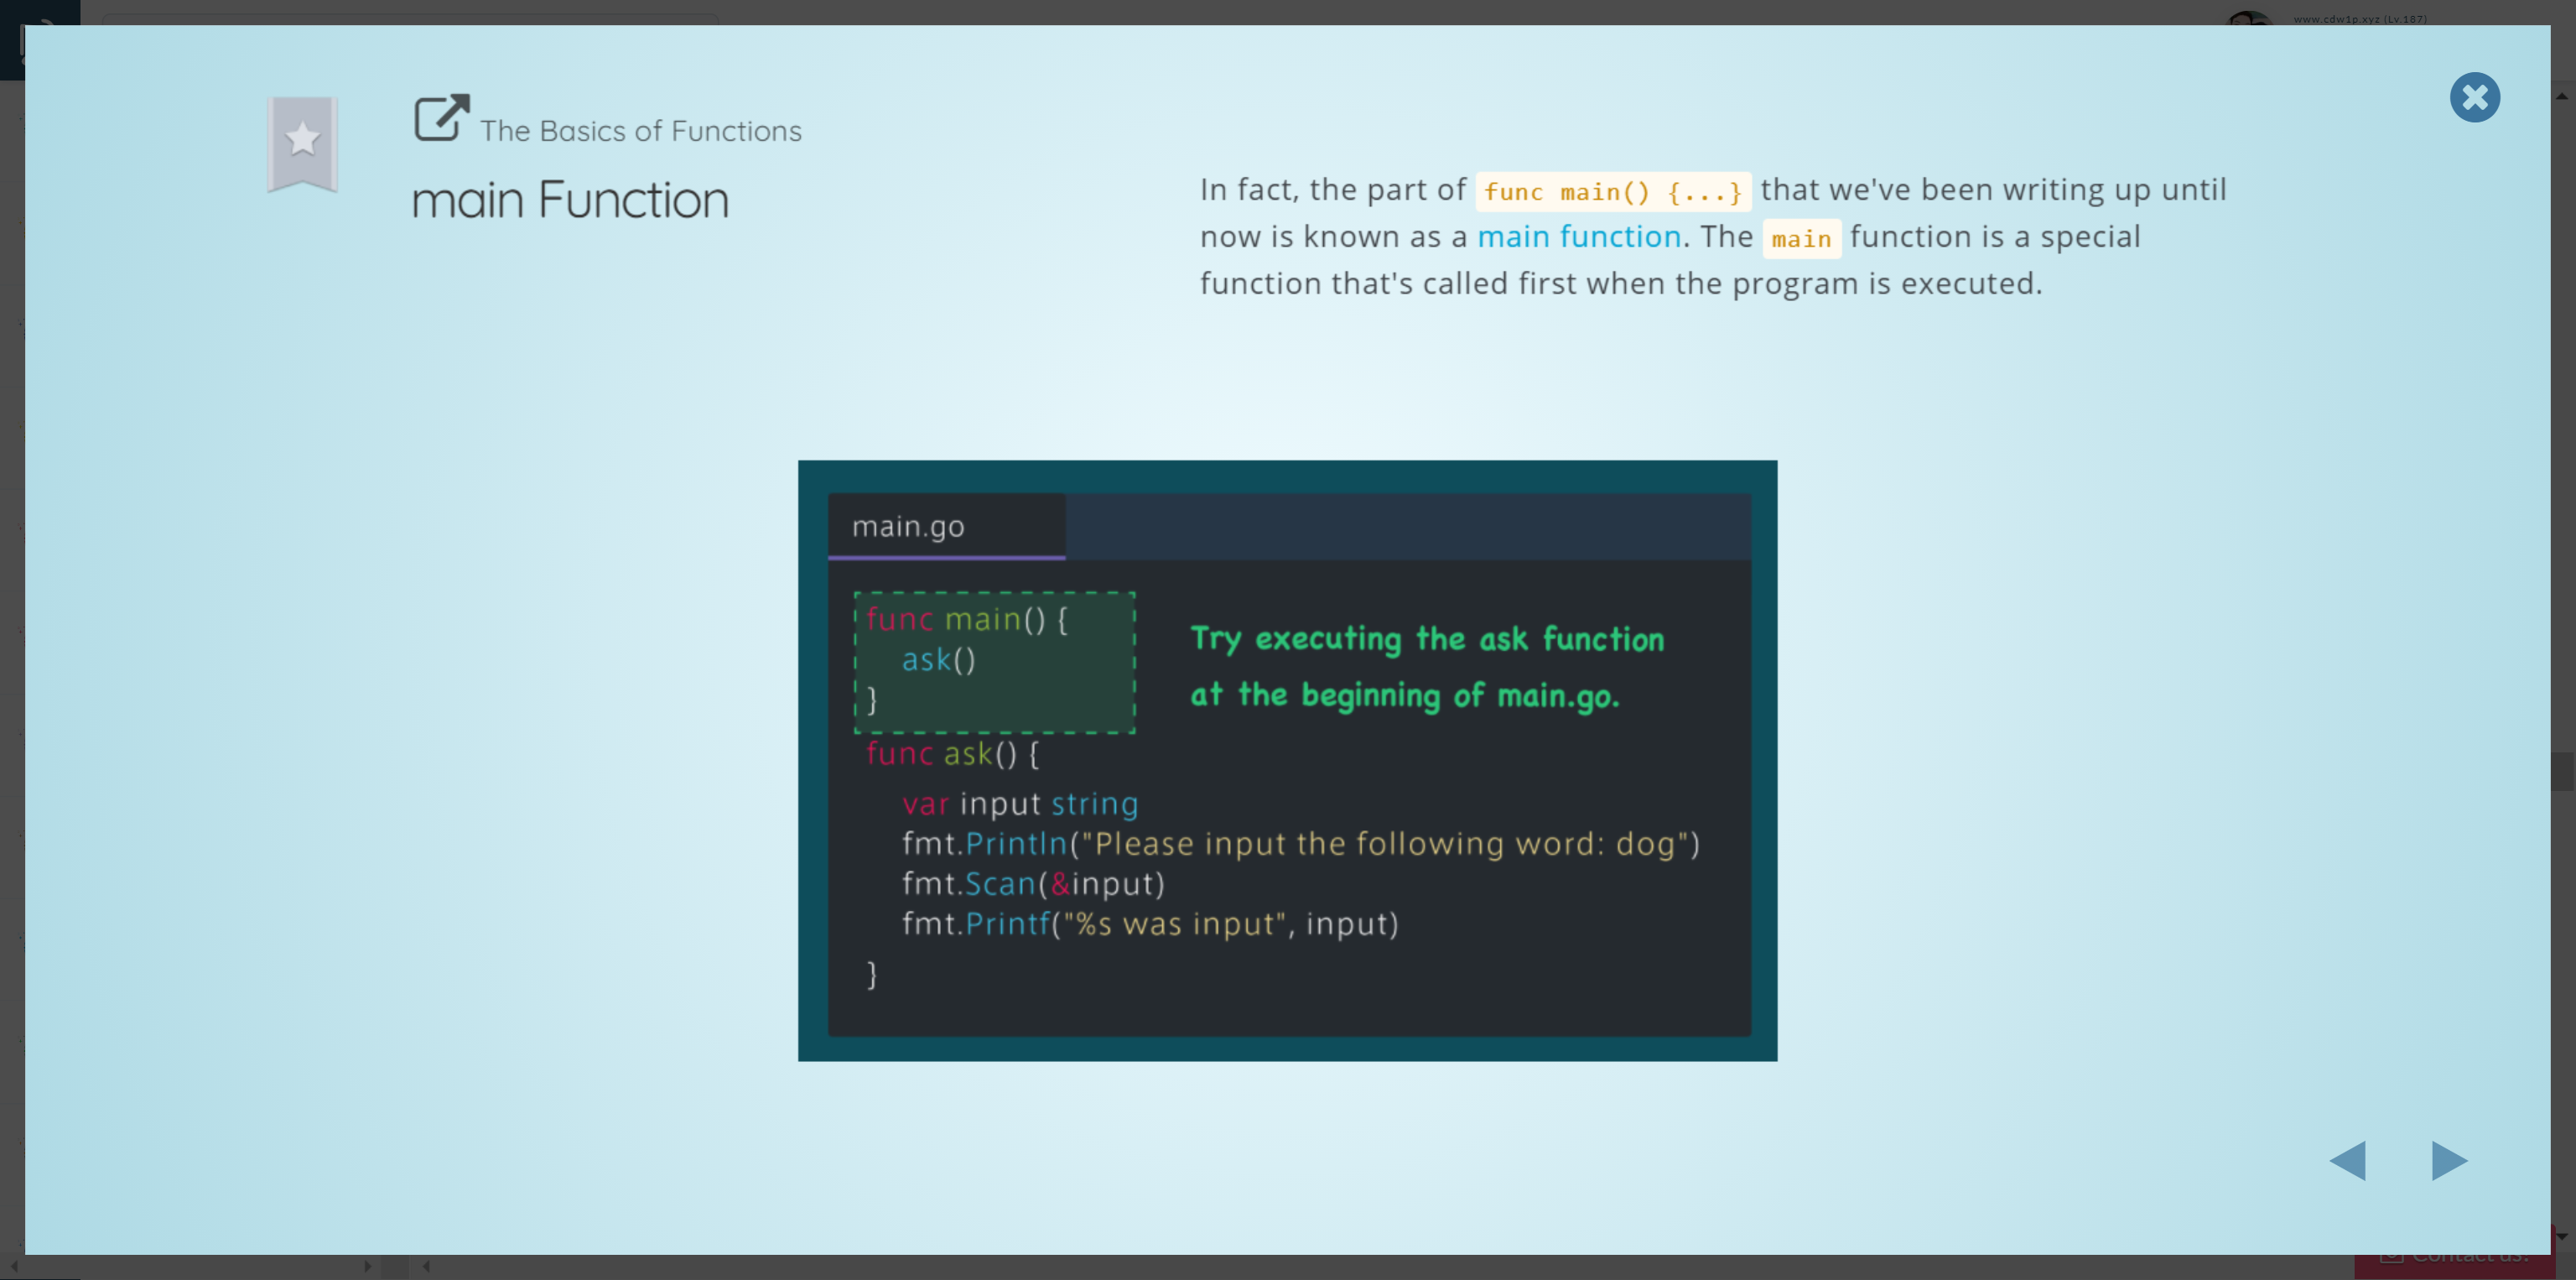 www.cdw1p.xyz (Lv.187)
The Basics of Functions
main Function
In fact, the part of func main() {...} that we've been writing up until
now is known as a main function. The main function is a special
function that's called first when the program is executed.
main.go
func main() {
ask()
}
Try executing the ask function
at the beginning of main.go.
func ask() {
var input string
fmt.Println("Please input the following word: dog")
fmt.Scan(&input)
fmt.Printf("%s was input", input)
}
Contact us!